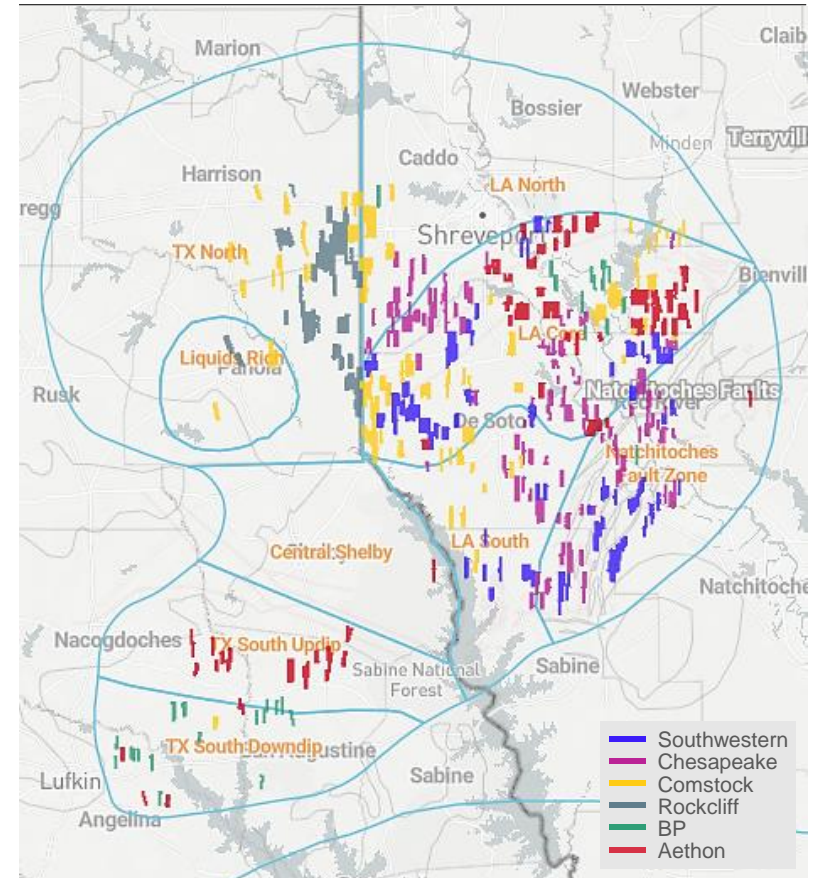 Marion
Claib
Webster
Bossier
Minden
Terryvill
Harrison
Caddo
LA North
regg
Shreveport
TX North
Bienvill
LA Core
Liquids Rich
Panola
Rusk
Natchitoches Faults
De Soto
Natchitoches
Fault Zone
LA South
Central Shelby
Natchitoche
Nacogdoches
TX South Updip
Sabine National
Forest
Sabine
TX South Downdip
Augustine
Lufkin
Sabine
Angelina
Southwestern
Chesapeake
Comstock
Rockcliff
BP
Aethon